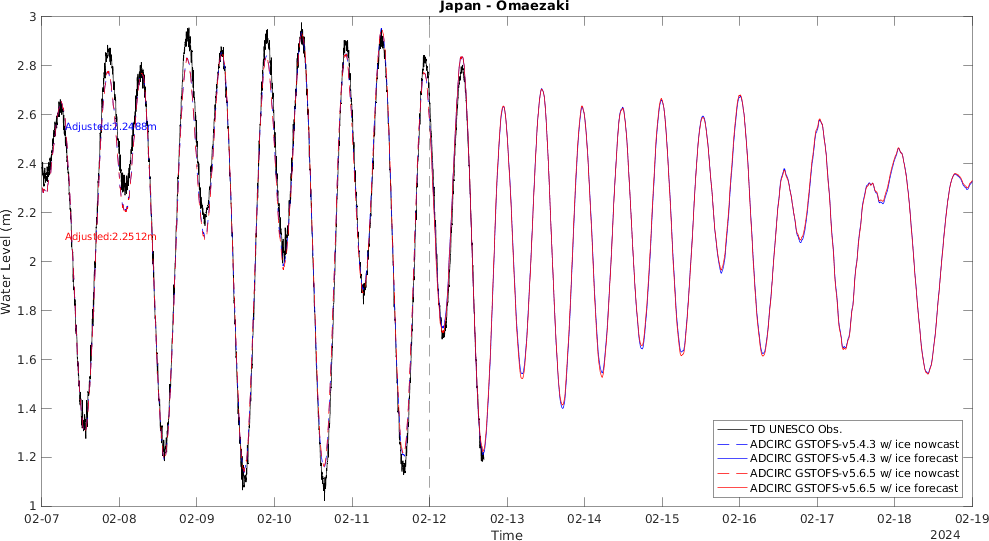 Japan - Omaezaki
Water Level (m)
3
2.8
2.6
2.4
2.2
2
1.8
1.6
1.4
1.2
1
Adjusted:2.2488m
Adjusted:2.2512m
TD UNESCO Obs.
ADCIRC GSTOFS-v5.4.3 w/ ice nowcast
ADCIRC GSTOFS-v5.4.3 w/ ice forecast
ADCIRC GSTOFS-v5.6.5 w/ ice nowcast
ADCIRC GSTOFS-v5.6.5 w/ ice forecast
02-07 02-08 02-09 02-10 02-11 02-12 02-13 02-14 02-15 02-16 02-17 02-18 02-19
Time
2024